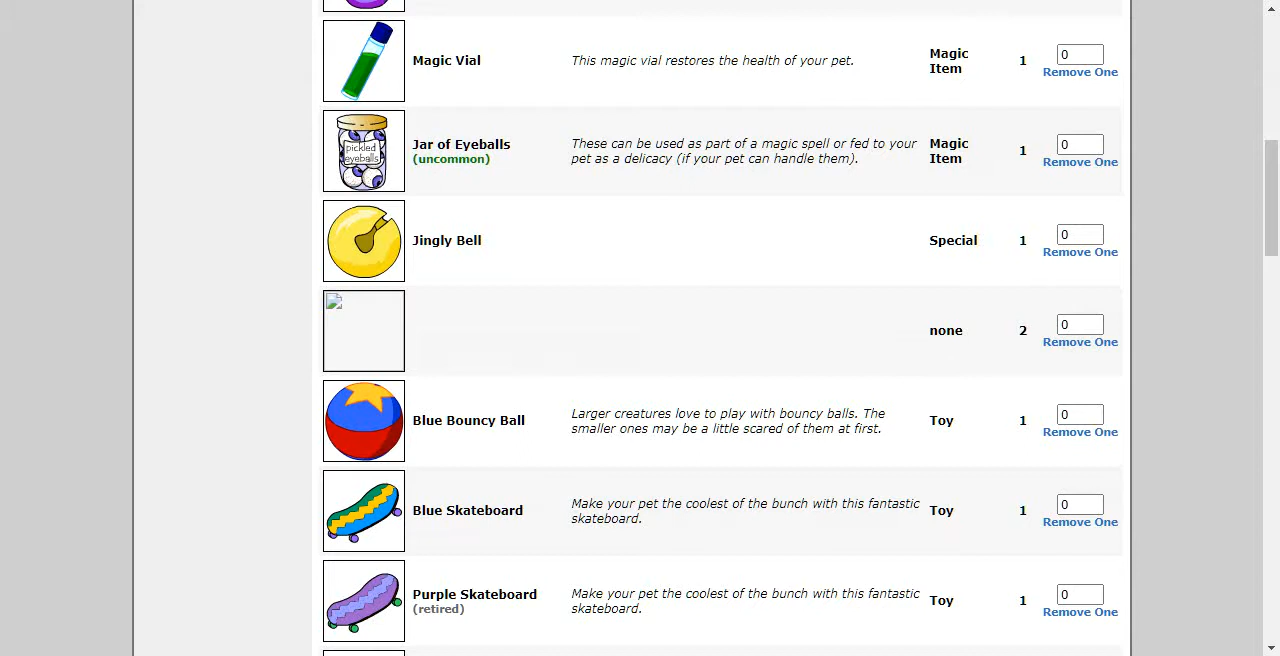 Magic Vial
This magic vial restores the health of your pet.
Magic
Item
1
0
Remove One
pickled
eyeballs
Jar of Eyeballs
(uncommon)
These can be used as part of a magic spell or fed to your
pet as a delicacy (if your pet can handle them).
Magic
Item
1
0
Remove One
Jingly Bell
Special
1
0
Remove One
none
2
0
Remove One
Blue Bouncy Ball
Larger creatures love to play with bouncy balls. The
smaller ones may be a little scared of them at first.
Toy
1
0
Remove One
Blue Skateboard
Make your pet the coolest of the bunch with this fantastic
skateboard.
Toy
1
0
Remove One
Purple Skateboard
(retired)
Make your pet the coolest of the bunch with this fantastic
skateboard.
Toy
1
0
Remove One